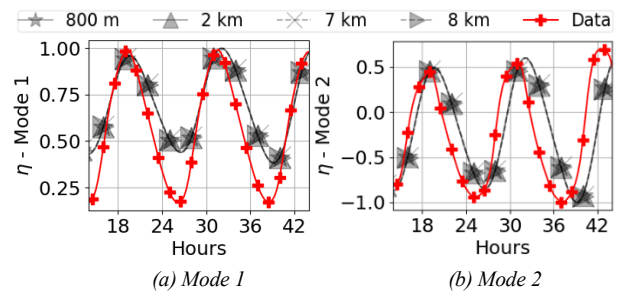 800 m 2 km 7 km 8 km Data
1.00
0.75
0.50
0.25
η - Mode 1
18 24 30 36 42
Hours
(a) Mode 1
0.5
0.0
−0.5
−1.0
η - Mode 2
18 24 30 36 42
Hours
(b) Mode 2